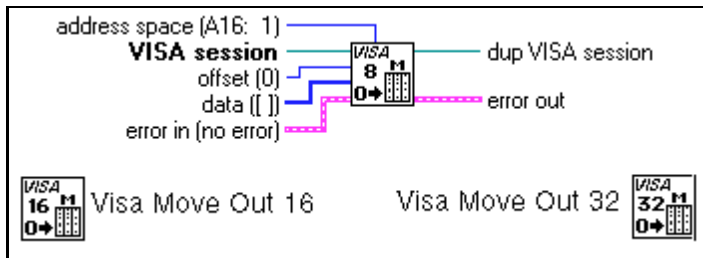 address space (A16: 1)
VISA session
offset (0)
data ([ ])
error in (no error)
VISA
8 M
0→
dup VISA session
error out
VISA
16 M
0→
Visa Move Out 16
Visa Move Out 32
VISA
32 M
0→